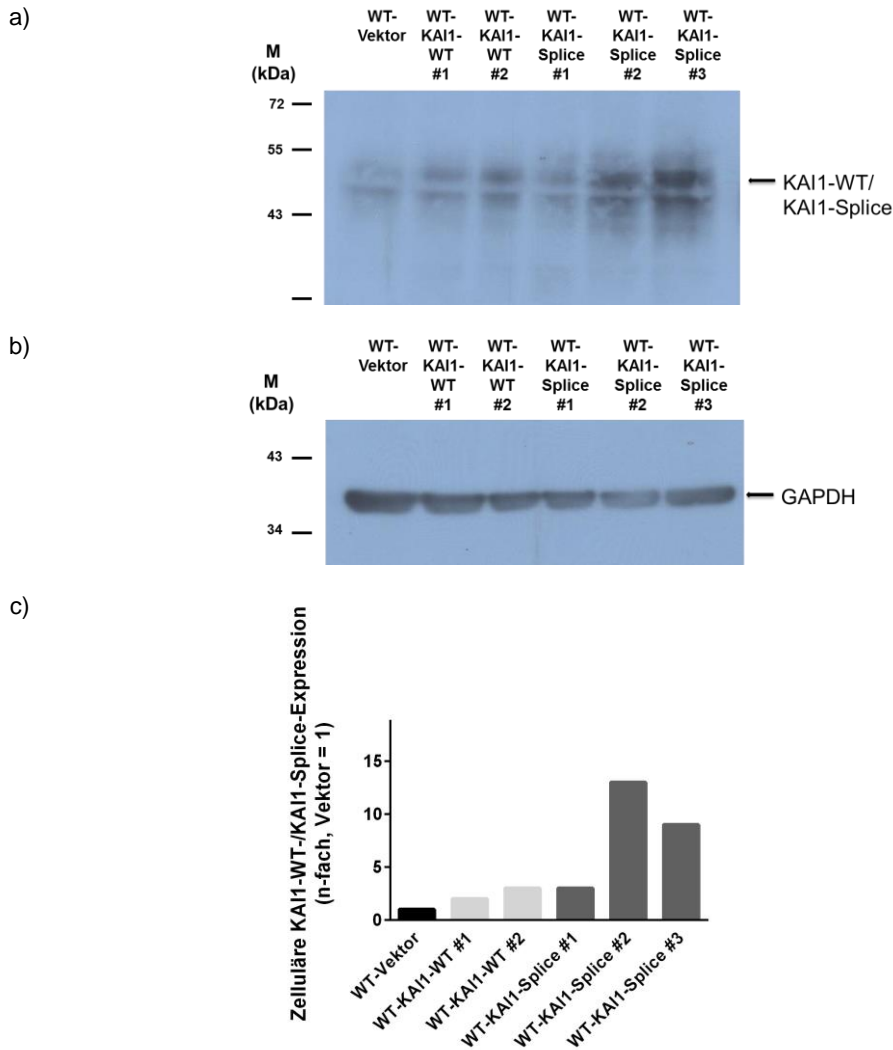 a)
WT-Vektor
WT-KAI1-WT #1
WT-KAI1-WT #2
WT-KAI1-Splice #1
WT-KAI1-Splice #2
WT-KAI1-Splice #3
M (kDa)
72
55
43
KAI1-WT/
KAI1-Splice
b)
WT-Vektor
WT-KAI1-WT #1
WT-KAI1-WT #2
WT-KAI1-Splice #1
WT-KAI1-Splice #2
WT-KAI1-Splice #3
M (kDa)
43
34
GAPDH
c)
Zelluläre KAI1-WT-/KAI1-Splice-Expression
(n-fach, Vektor = 1)
15
10
5
0
WT-Vektor
WT-KAI1-WT #1
WT-KAI1-WT #2
WT-KAI1-Splice #1
WT-KAI1-Splice #2
WT-KAI1-Splice #3